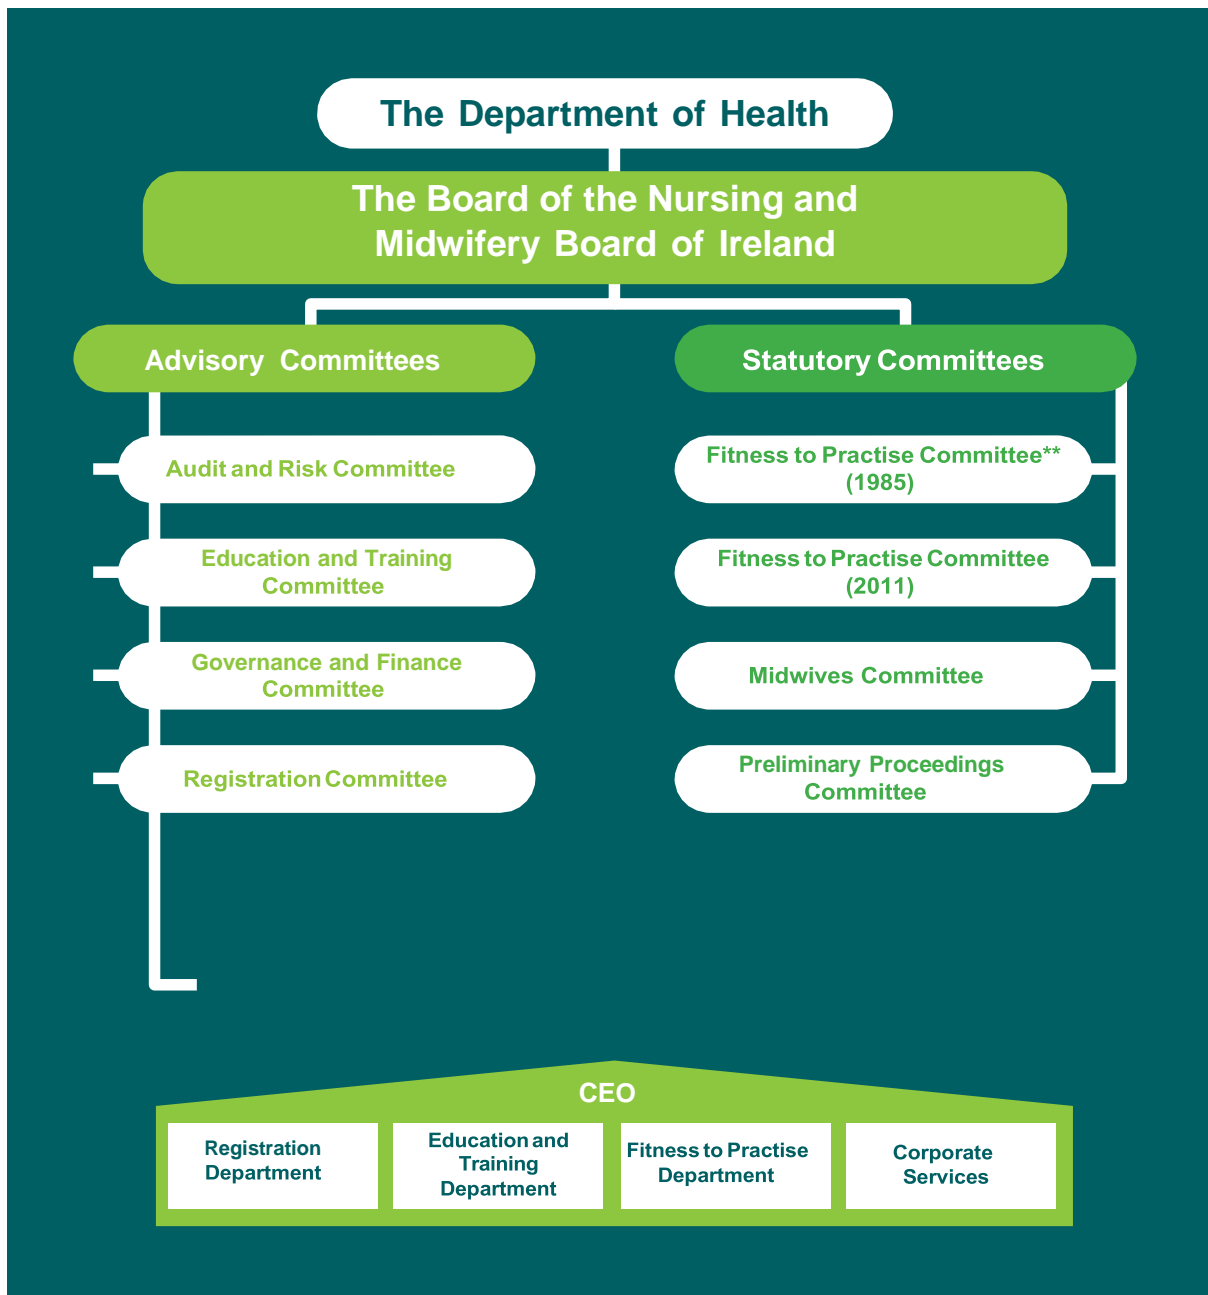 The Department of Health
The Board of the Nursing and
Midwifery Board of Ireland
Advisory Committees
Audit and Risk Committee
Education and Training
Committee
Governance and Finance
Committee
Registration Committee
Statutory Committees
Fitness to Practise Committee**
(1985)
Fitness to Practise Committee
(2011)
Midwives Committee
Preliminary Proceedings
Committee
CEO
Registration
Department
Education and
Training
Department
Fitness to Practise
Department
Corporate
Services